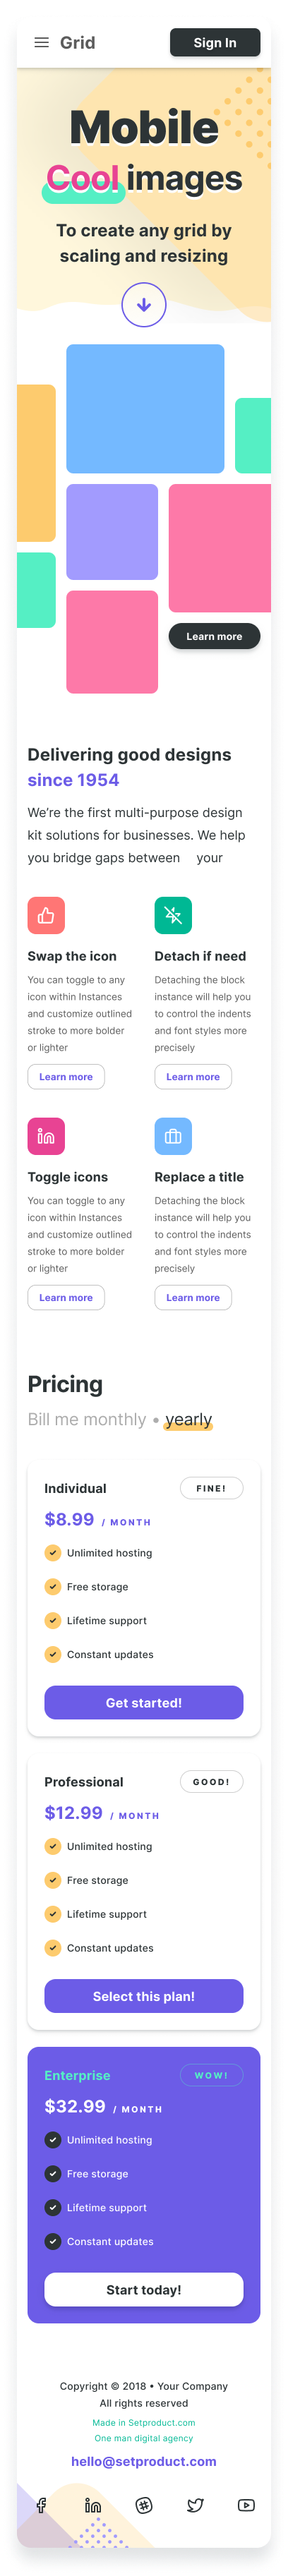 Grid
Sign In
Mobile
Cool images
To create any grid by
scaling and resizing
Learn more
Delivering good designs
since 1954
We're the first multi-purpose design
kit solutions for businesses. We help
you bridge gaps between your
Swap the icon
You can toggle to any
icon within Instances
and customize outlined
stroke to more bolder
or lighter
Learn more
Detach if need
Detaching the block
instance will help you
to control the indents
and font styles more
precisely
Learn more
Toggle icons
You can toggle to any
icon within Instances
and customize outlined
stroke to more bolder
or lighter
Learn more
Replace a title
Detaching the block
instance will help you
to control the indents
and font styles more
precisely
Learn more
Pricing
Bill me monthly • yearly
Individual
FINE!
$8.99 / MONTH
Unlimited hosting
Free storage
Lifetime support
Constant updates
Get started!
Professional
GOOD!
$12.99 / MONTH
Unlimited hosting
Free storage
Lifetime support
Constant updates
Select this plan!
Enterprise
WOW!
$32.99 / MONTH
Unlimited hosting
Free storage
Lifetime support
Constant updates
Start today!
Copyright © 2018 • Your Company
All rights reserved
Made in Setproduct.com
One man digital agency
hello@setproduct.com